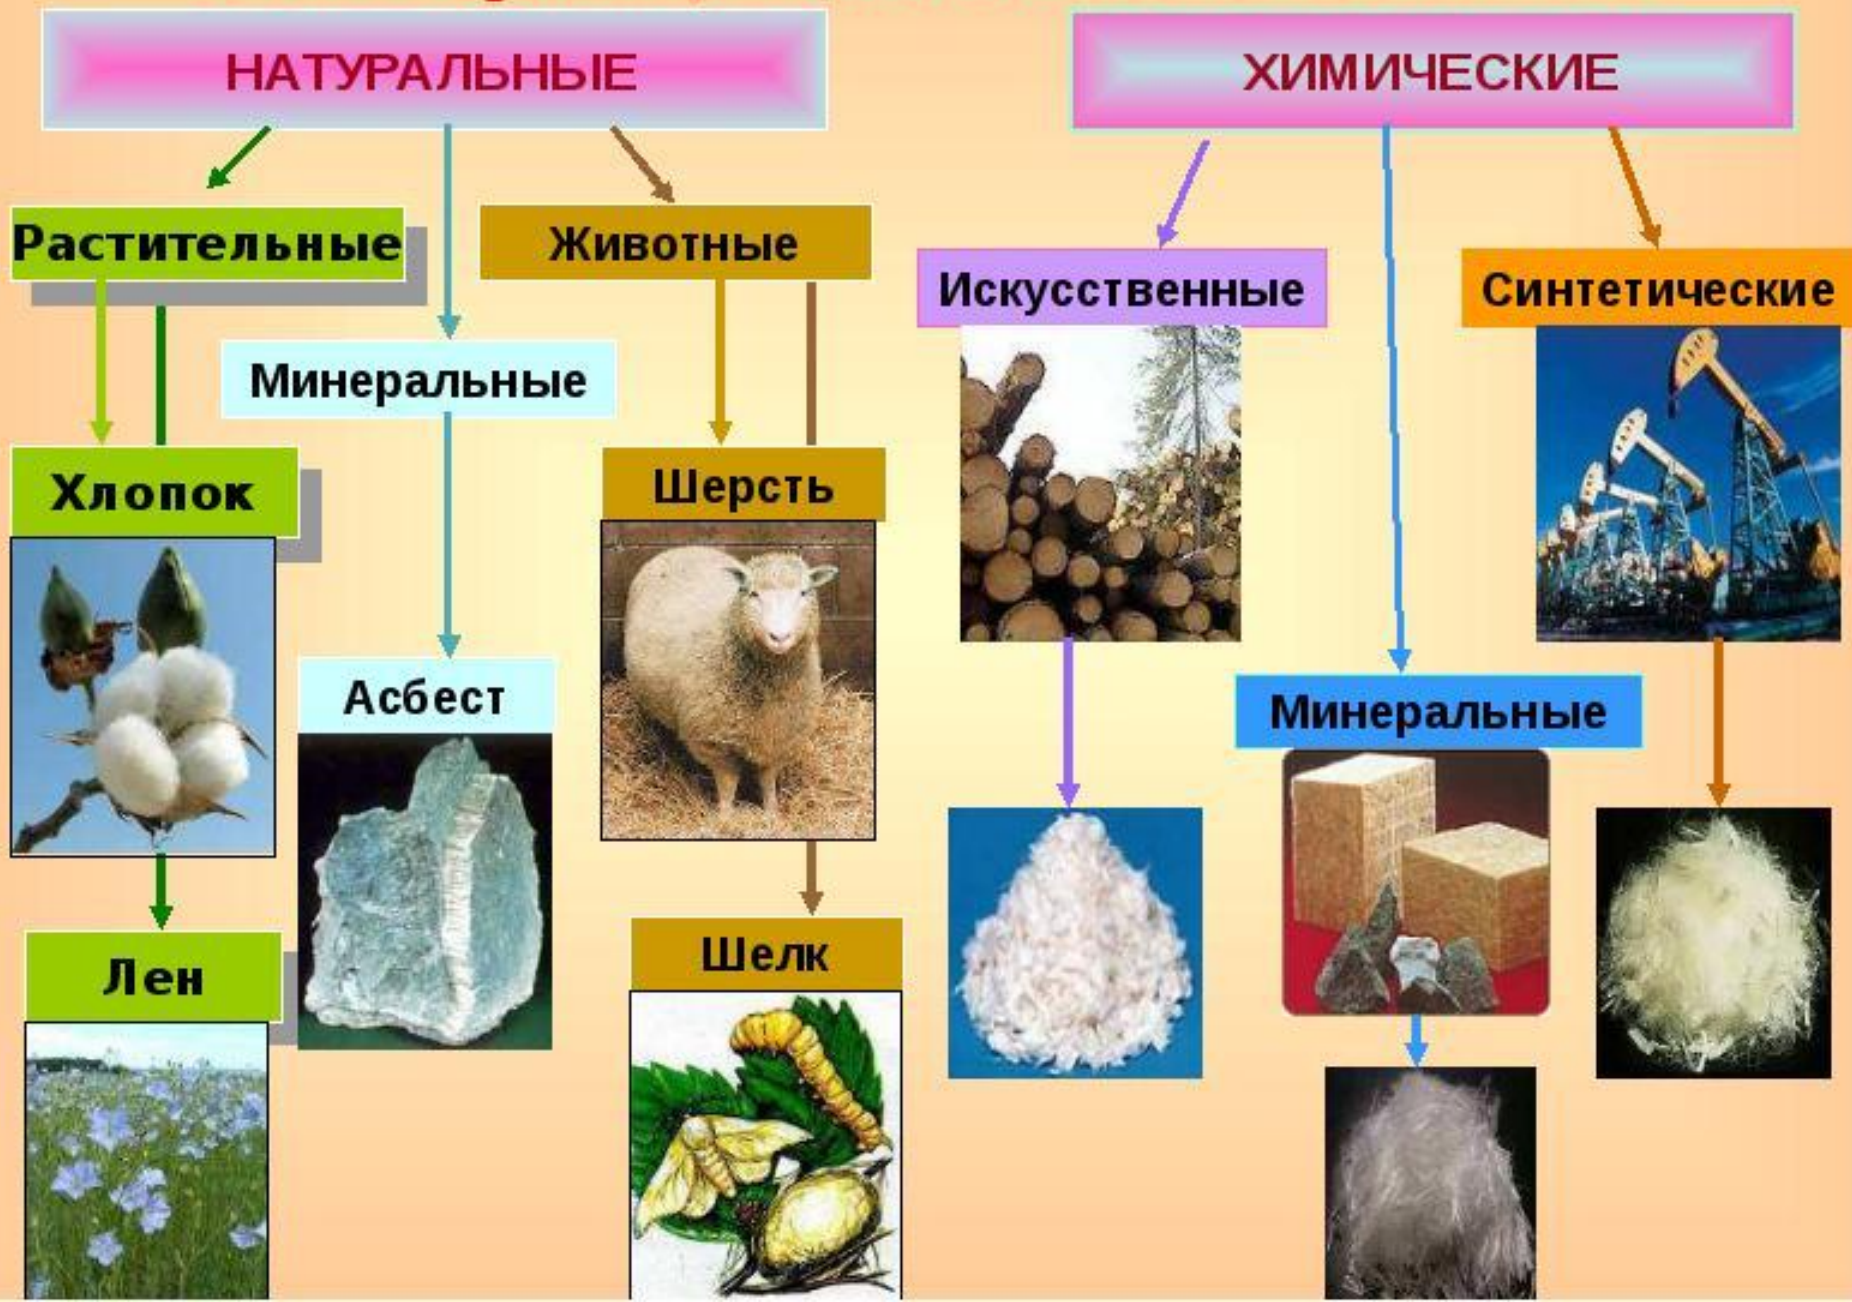 НАТУРАЛЬНЫЕ
ХИМИЧЕСКИЕ
Растительные
Животные
Искусственные
Синтетические
Минеральные
Хлопок
Шерсть
Асбест
Минеральные
Лен
Шелк